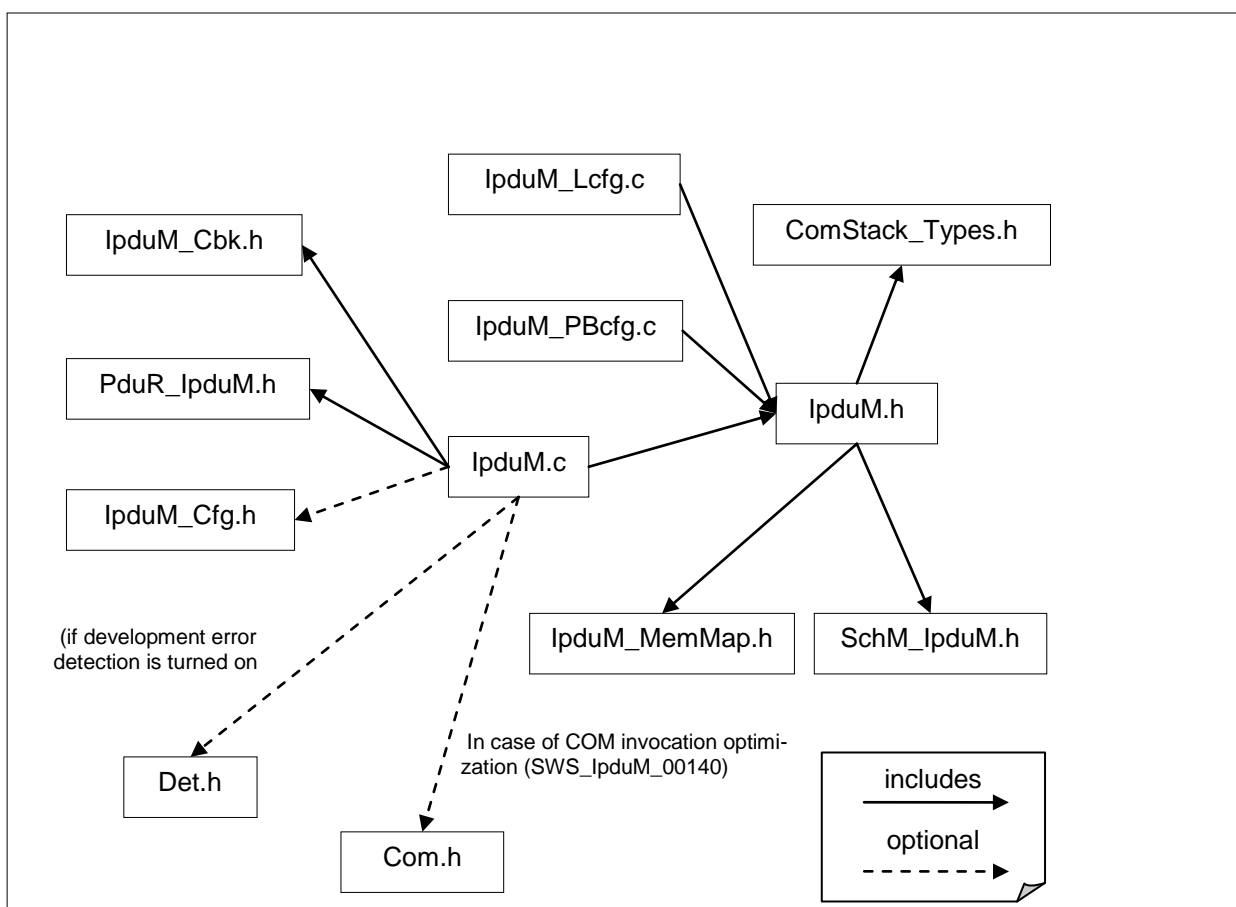 IpduM_Lcfg.c
ComStack_Types.h
IpduM_Cbk.h
IpduM_PBcfg.c
PduR_IpduM.h
IpduM.h
IpduM.c
IpduM_Cfg.h
(if development error
detection is turned on
IpduM_MemMap.h
SchM_IpduM.h
In case of COM invocation optimi-
zation (SWS_IpduM_00140)
Det.h
Com.h
includes
optional